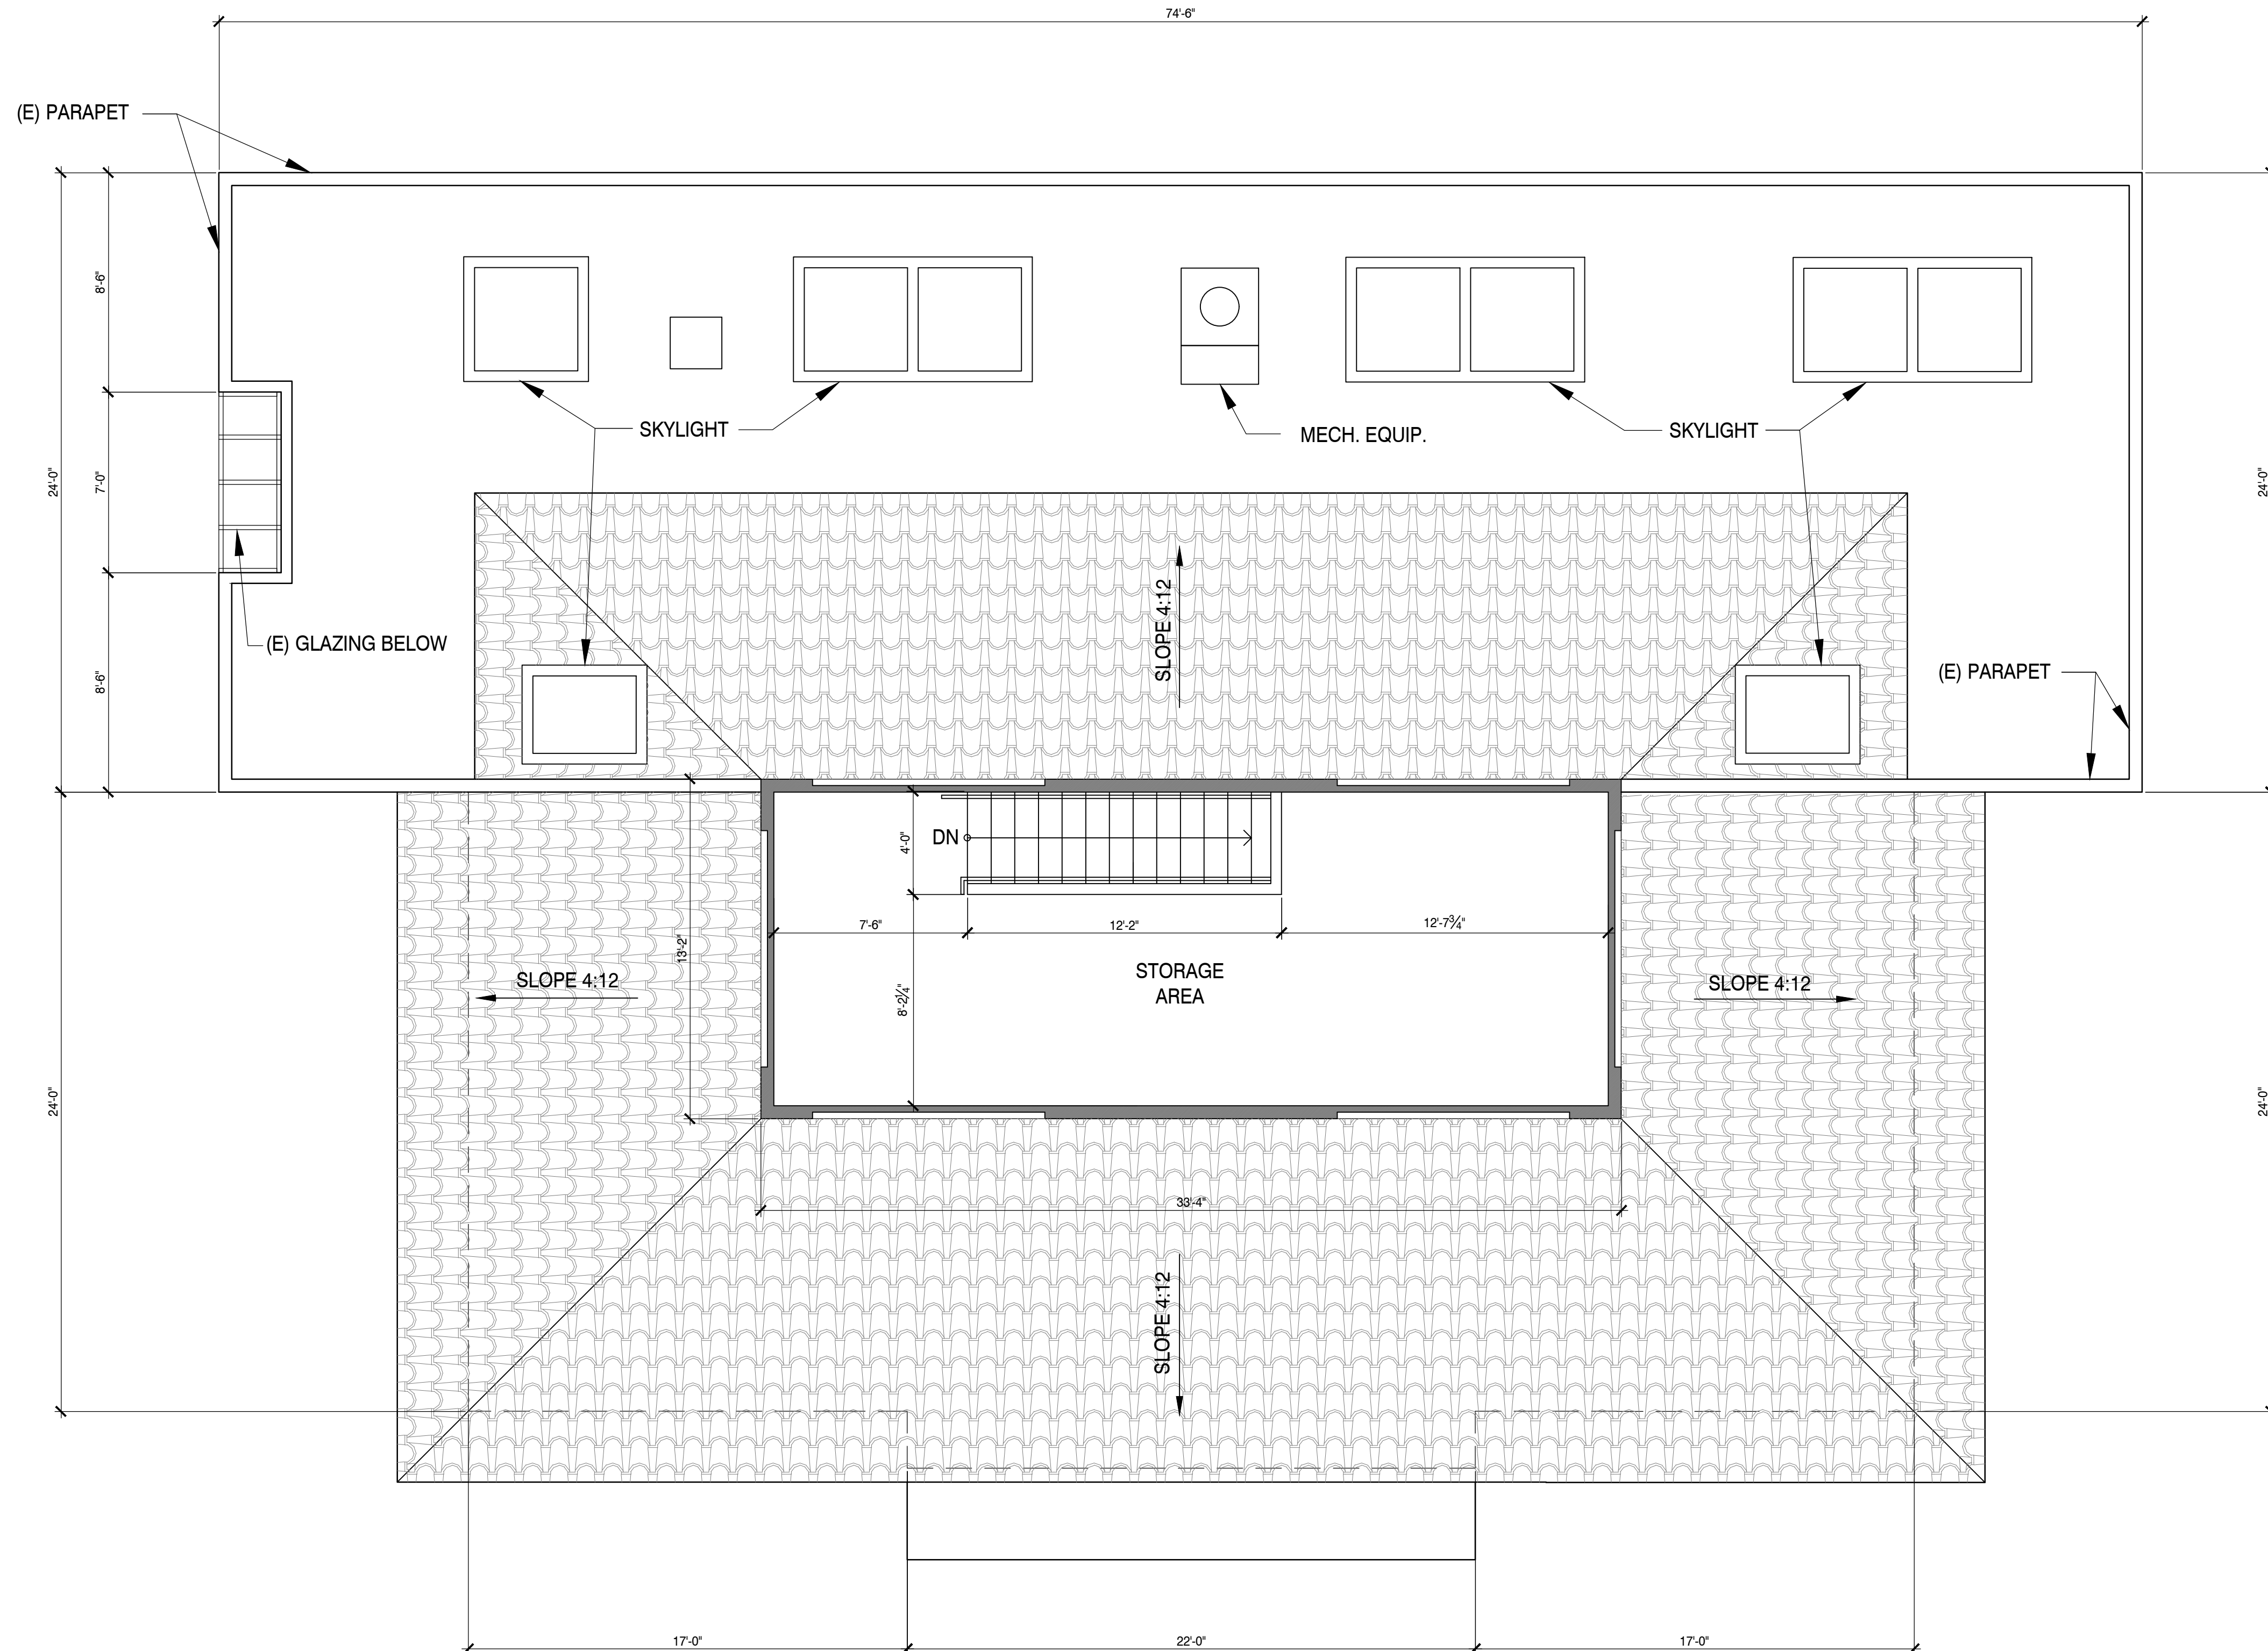 74'-6"
(E) PARAPET
8'-6"
24'-0"
7'-0"
24'-0"
SKYLIGHT
MECH. EQUIP.
SKYLIGHT
SLOPE 4:12
(E) GLAZING BELOW
8'-6"
(E) PARAPET
DN
4'-0"
7'-6"
12'-2"
12'-7¾"
13'-2"
STORAGE
AREA
8'-2¼"
SLOPE 4:12
SLOPE 4:12
24'-0"
24'-0"
33'-4"
SLOPE 4:12
17'-0"
22'-0"
17'-0"